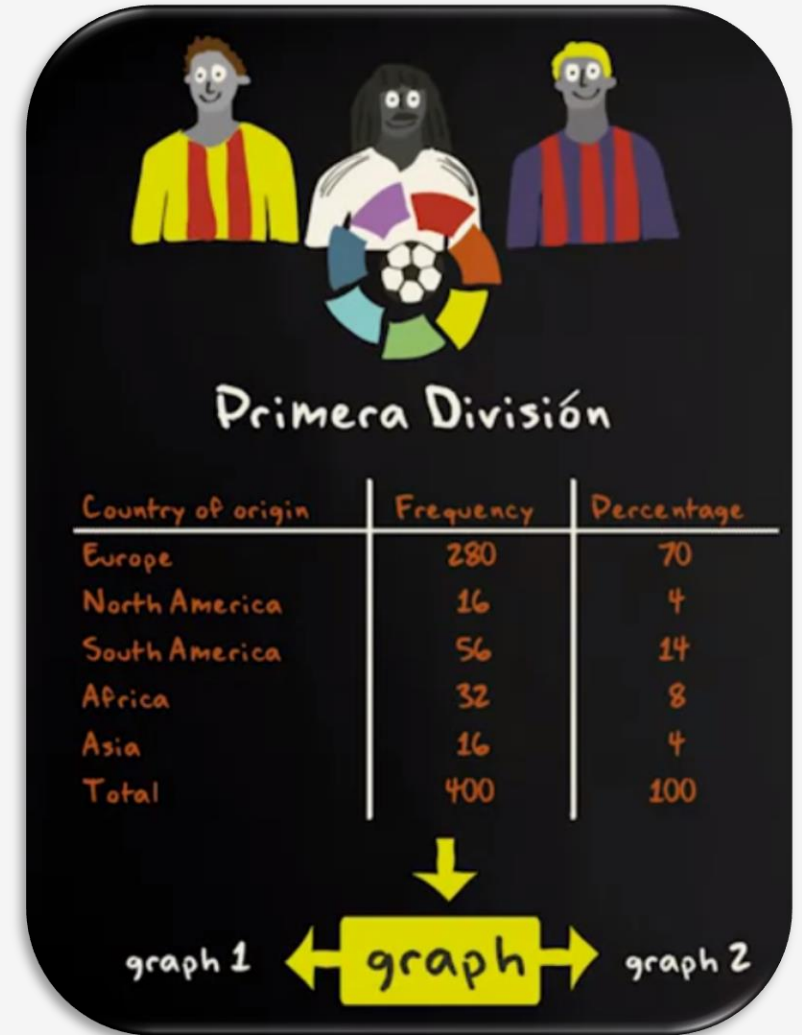 Primera División
Country of origin Frequency Percentage
Europe 280 70
North America 16 4
South America 56 14
Africa 32 8
Asia 16 4
Total 400 100
graph 1 graph graph 2